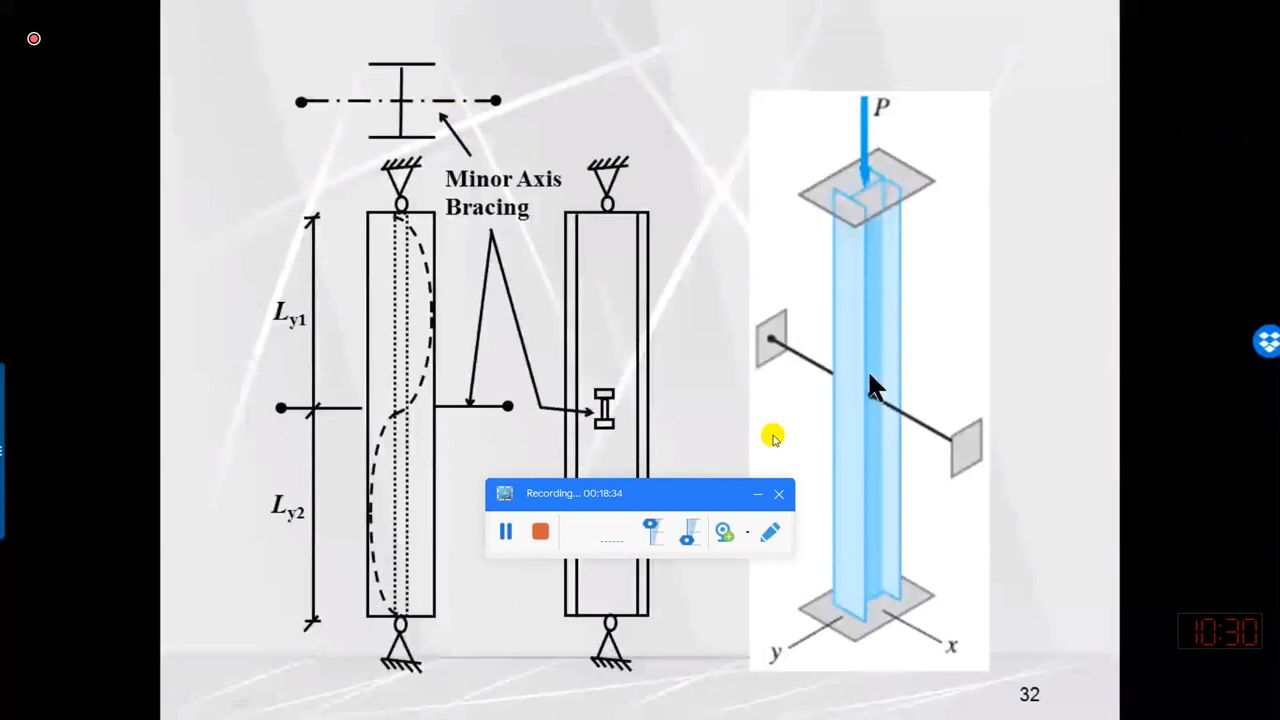 P
Minor Axis
Bracing
Ly1
Ly2
Recording... 00:18:34
y
x
10:30
32